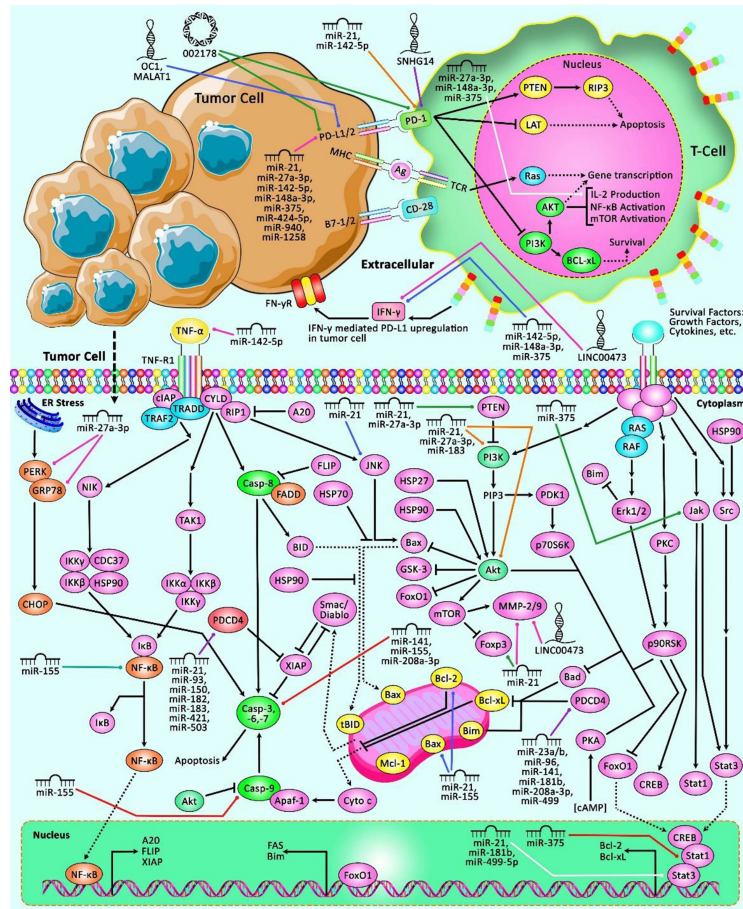 002178
OC1,
MALAT1
miR-21,
miR-142-5p
SNHG14
miR-27a-3p,
miR-148a-3p,
miR-375
Nucleus
PTEN
RIP3
Tumor Cell
PD-L1/2
PD-1
LAT
Apoptosis
T-Cell
MHC
Ag
TCR
Ras
Gene transcription
miR-21,
miR-27a-3p,
miR-142-5p,
miR-148a-3p,
miR-375,
miR-424-5p,
miR-940,
miR-1258
IL-2 Production
NF-κB Activation
mTOR Avtivation
AKT
B7-1/2
CD-28
PI3K
BCL-xL
Survival
Extracellular
FN-γR
IFN-γ
IFN-γ mediated PD-L1 upregulation
in tumor cell
miR-142-5p,
miR-148a-3p,
miR-375
LINC00473
Survival Factors:
Growth Factors,
Cytokines, etc.
TNF-α
miR-142-5p
Tumor Cell
TNF-R1
Cytoplasm
ER Stress
miR-27a-3p
cIAP
TRAF2
TRADD
CYLD
RIP1
A20
miR-21
miR-21,
miR-27a-3p
PTEN
miR-21,
miR-27a-3p,
miR-183
miR-375
RAS
RAF
HSP90
PERK
GRP78
NIK
Casp-8
FADD
FLIP
JNK
PI3K
HSP70
HSP27
PIP3
PDK1
Bim
Erk1/2
Jak
Src
TAK1
HSP90
p70S6K
BID
Bax
PKC
IKKγ
CDC37
IKKβ
HSP90
IKKα
IKKβ
IKKγ
HSP90
GSK-3
Akt
FoxO1
CHOP
Smac/
Diablo
mTOR
MMP-2/9
PDCD4
Foxp3
LINC00473
p90RSK
IκB
NF-κB
miR-155
XIAP
miR-141,
miR-155,
miR-208a-3p
miR-21
miR-21,
miR-93,
miR-150,
miR-182,
miR-183,
miR-421,
miR-503
Bcl-2
Bad
Bax
Bcl-xL
PDCD4
IκB
Casp-3,
-6,-7
tBID
Bim
Bax
Mcl-1
miR-23a/b,
miR-96,
miR-141,
miR-181b,
miR-208a-3p,
miR-499
PKA
FoxO1
CREB
Stat1
Stat3
Apoptosis
NF-κB
miR-155
Casp-9
Akt
Apaf-1
Cyto c
miR-21,
miR-155
[cAMP]
Nucleus
A20
FLIP
XIAP
FAS
Bim
miR-21,
miR-181b,
miR-499-5p
miR-375
Bcl-2
Bcl-xL
CREB
Stat1
Stat3
NF-κB
FoxO1